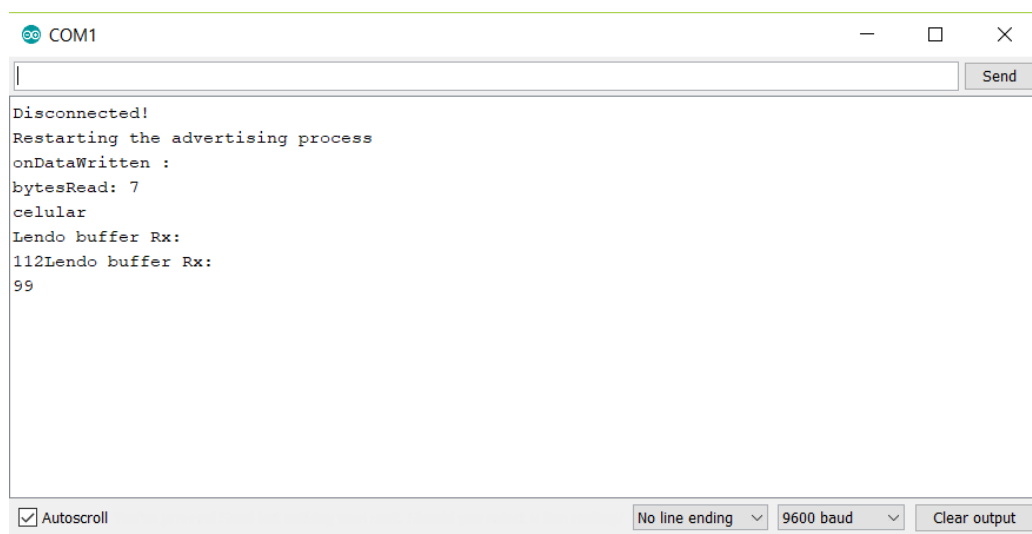 COM1
Send
Disconnected!
Restarting the advertising process
onDataWritten :
bytesRead: 7
celular
Lendo buffer Rx:
112Lendo buffer Rx:
99
Autoscroll
No line ending
9600 baud
Clear output